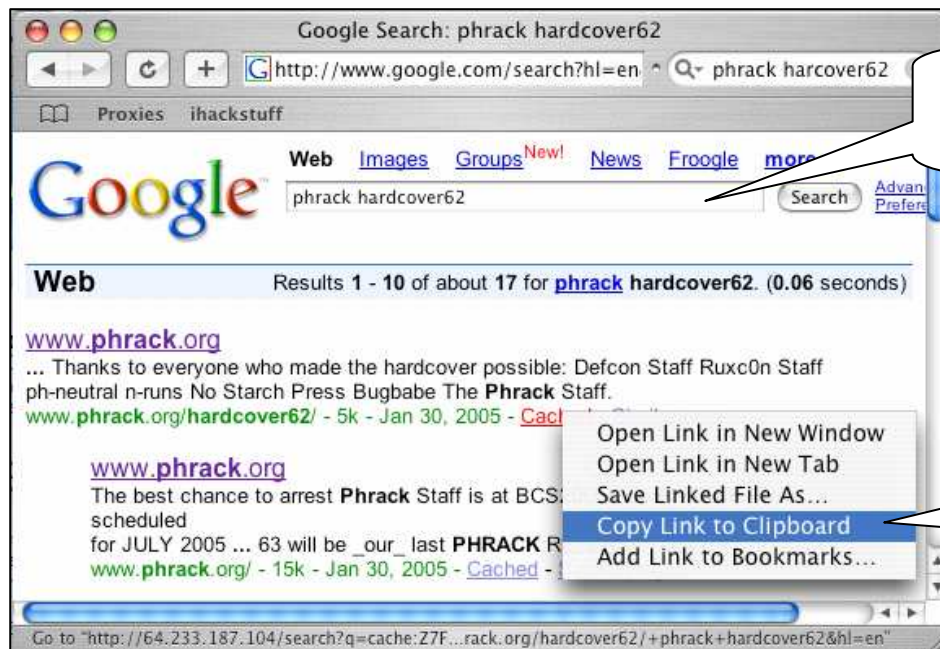 Google Search: phrack hardcover62
http://www.google.com/search?hl=en
phrack harcover62
Proxies ihackstuff
Google
Web Images Groups New! News Froogle more
phrack hardcover62 Search
Web Results 1 - 10 of about 17 for phrack hardcover62. (0.06 seconds)
www.phrack.org
... Thanks to everyone who made the hardcover possible: Defcon Staff Ruxc0n Staff
ph-neutral n-runs No Starch Press Bugbabe The Phrack Staff.
www.phrack.org/hardcover62/ - 5k - Jan 30, 2005 -
Open Link in New Window
Open Link in New Tab
Save Linked File As...
Copy Link to Clipboard
Add Link to Bookmarks...
www.phrack.org
The best chance to arrest Phrack Staff is at
scheduled
for JULY 2005 ... 63 will be _our_ last PHRACK
www.phrack.org/ - 15k - Jan 30, 2005 - Cached -
Go to "http://64.233.187.104/search?q=cache:Z7F...rack.org/hardcover62/+phrack+hardcover62&hl=en"